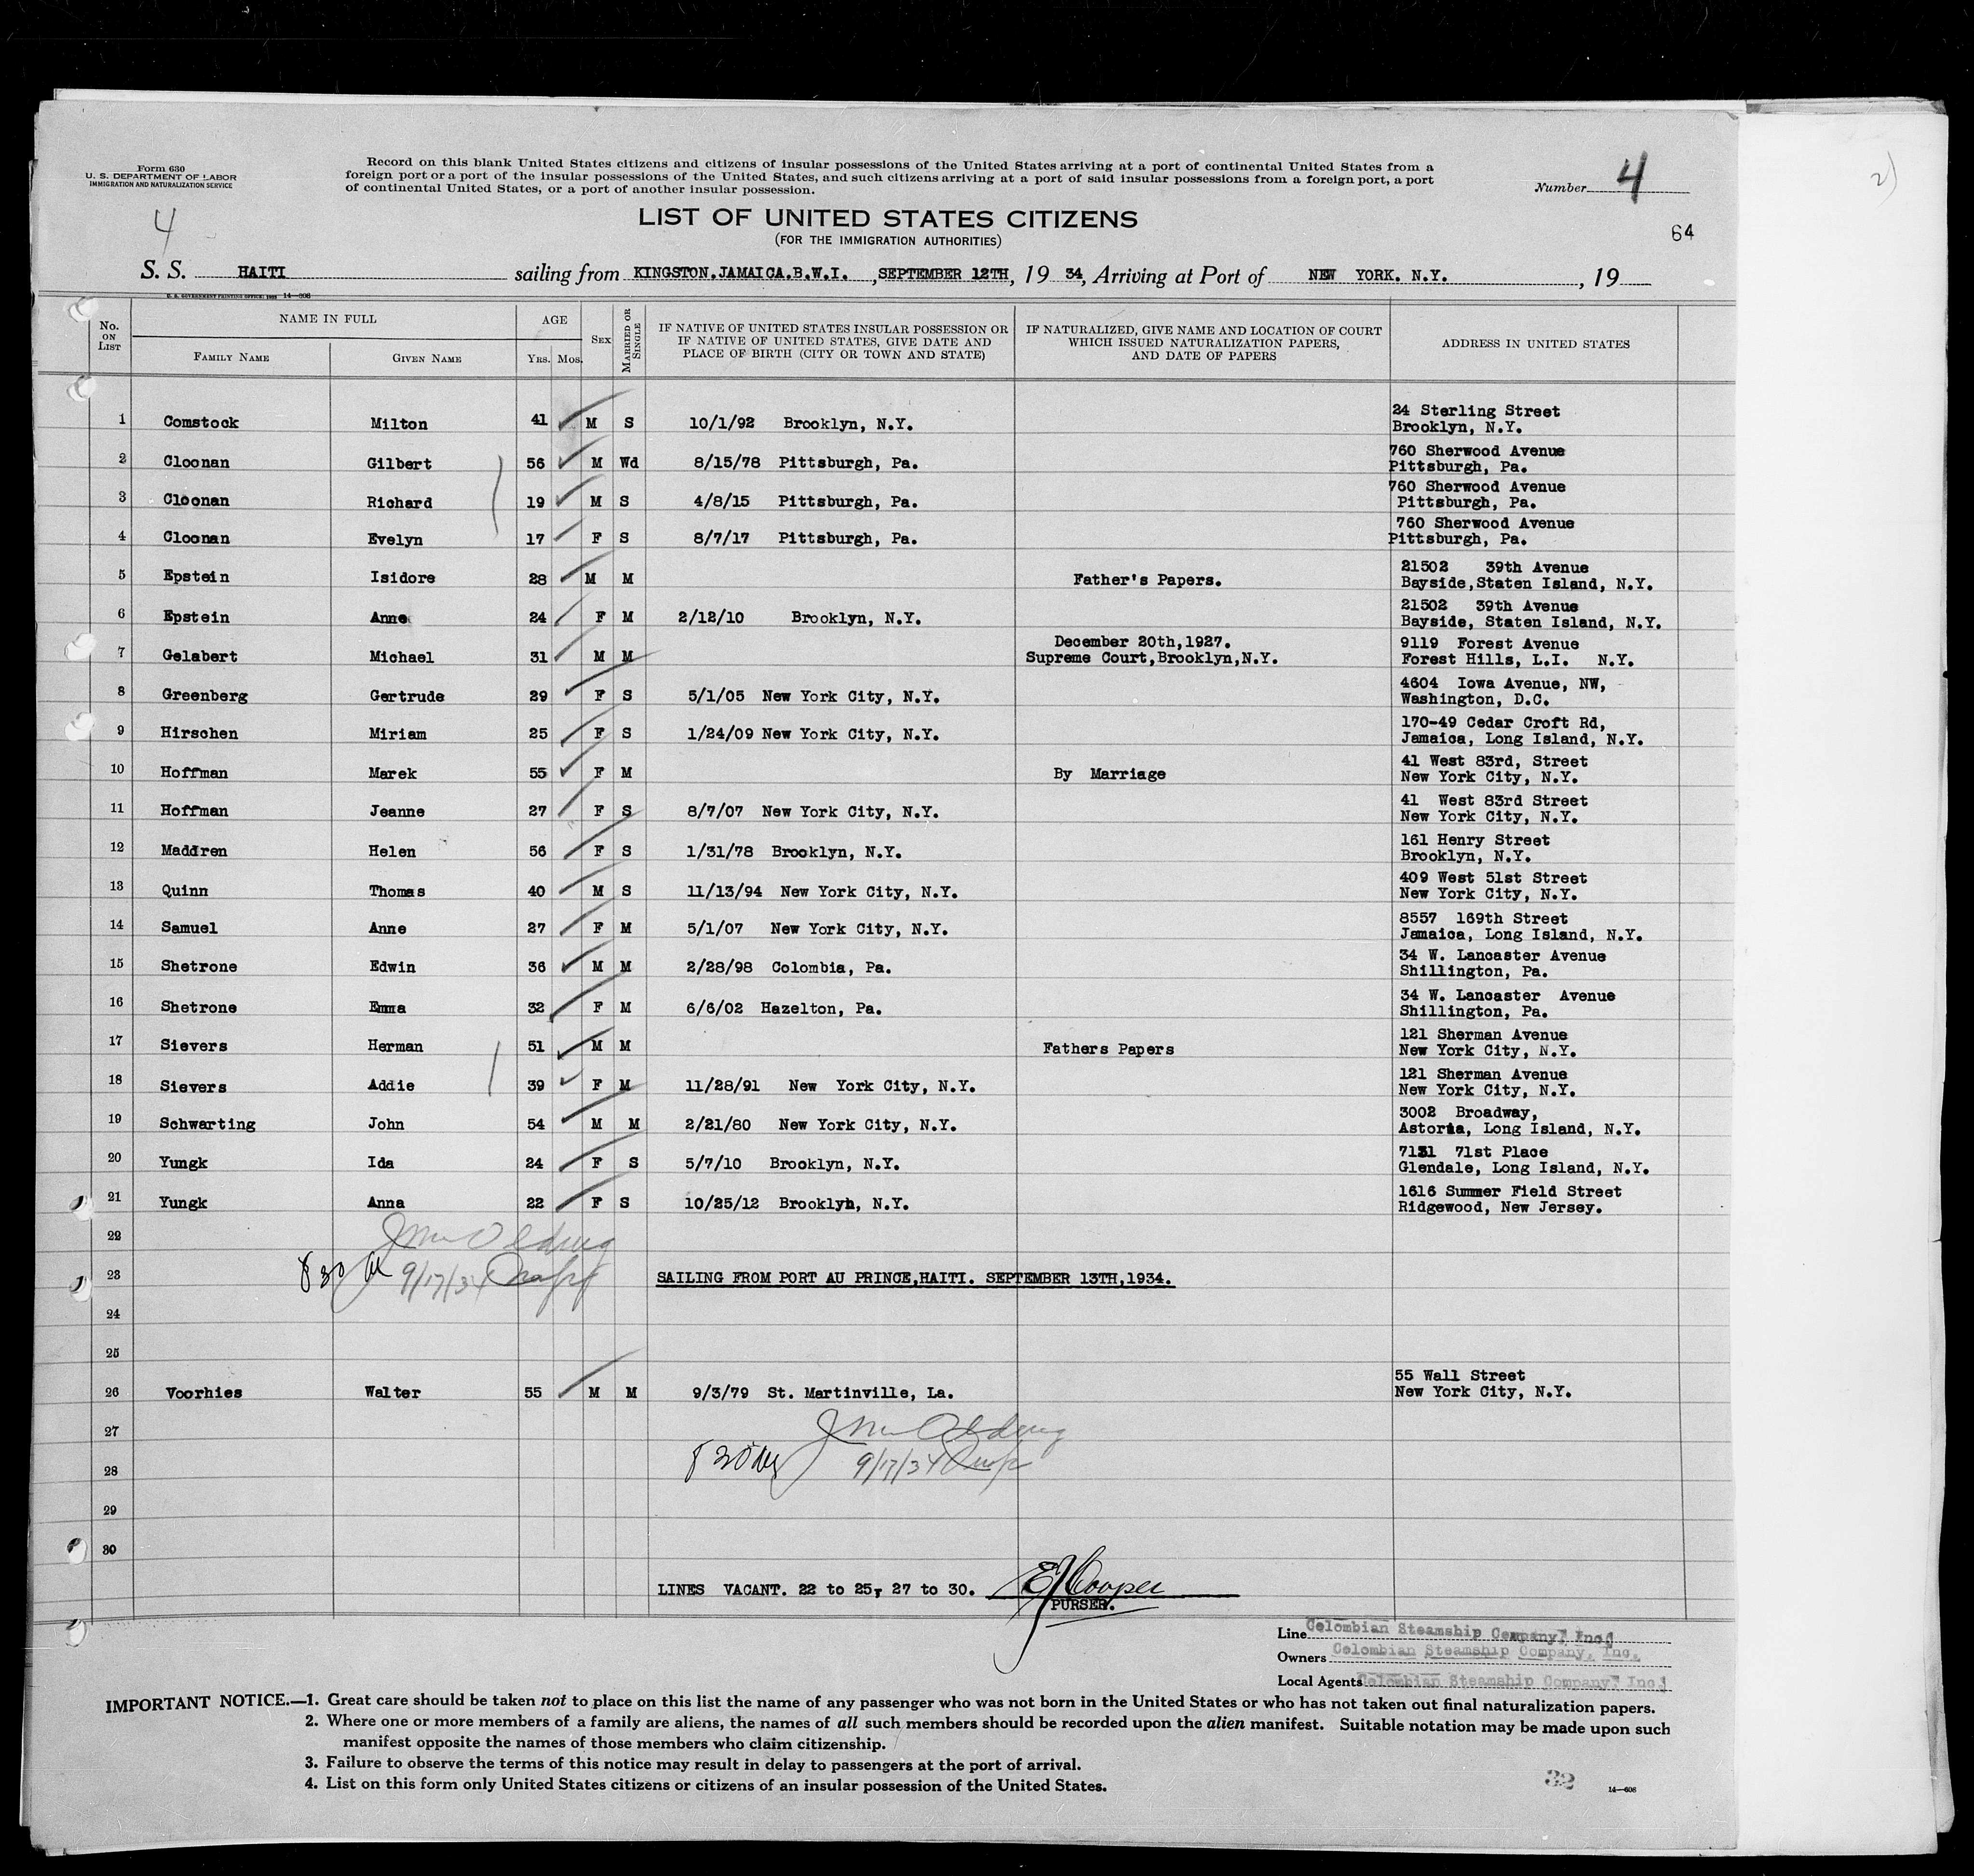 Form 630
U. S. DEPARTMENT OF LABOR
IMMIGRATION AND NATURALIZATION SERVICE
Record on this blank United States citizens and citizens of insular possessions of the United States arriving at a port of continental United States from a
foreign port or a port of the insular possessions of the United States, and such citizens arriving at a port of said insular possessions from a foreign port, a port
of continental United States, or a port of another insular possession.
Number 4
2)
4
LIST OF UNITED STATES CITIZENS
(FOR THE IMMIGRATION AUTHORITIES)
64
S. S. HAITI sailing from KINGSTON.JAMAICA.B.W.I. , SEPTEMBER 12TH, 19 34, Arriving at Port of NEW YORK. N.Y. , 19
U. S. GOVERNMENT PRINTING OFFICE: 14—608
No. ON LIST
NAME IN FULL
FAMILY NAME GIVEN NAME
AGE
YRS. MOS.
SEX
MARRIED OR SINGLE
IF NATIVE OF UNITED STATES INSULAR POSSESSION OR
IF NATIVE OF UNITED STATES, GIVE DATE AND
PLACE OF BIRTH (CITY OR TOWN AND STATE)
IF NATURALIZED, GIVE NAME AND LOCATION OF COURT
WHICH ISSUED NATURALIZATION PAPERS,
AND DATE OF PAPERS
ADDRESS IN UNITED STATES
1 Comstock Milton 41 M S 10/1/92 Brooklyn, N.Y. 24 Sterling Street
Brooklyn, N.Y.
2 Cloonan Gilbert 56 M Wd 8/15/78 Pittsburgh, Pa. 760 Sherwood Avenue
Pittsburgh, Pa.
3 Cloonan Richard 19 M S 4/8/15 Pittsburgh, Pa. 760 Sherwood Avenue
Pittsburgh, Pa.
4 Cloonan Evelyn 17 F S 8/7/17 Pittsburgh, Pa. 760 Sherwood Avenue
Pittsburgh, Pa.
5 Epstein Isidore 28 M M Father's Papers. 21502 39th Avenue
Bayside,Staten Island, N.Y.
6 Epstein Anne 24 F M 2/12/10 Brooklyn, N.Y. 21502 39th Avenue
Bayside, Staten Island, N.Y.
7 Gelabert Michael 31 M M December 20th,1927.
Supreme Court,Brooklyn,N.Y. 9119 Forest Avenue
Forest Hills, L.I. N.Y.
8 Greenberg Gertrude 29 F S 5/1/05 New York City, N.Y. 4604 Iowa Avenue, NW,
Washington, D.C.
9 Hirschen Miriam 25 F S 1/24/09 New York City, N.Y. 170-49 Cedar Croft Rd,
Jamaica, Long Island, N.Y.
10 Hoffman Marek 55 F M By Marriage 41 West 83rd, Street
New York City, N.Y.
11 Hoffman Jeanne 27 F S 8/7/07 New York City, N.Y. 41 West 83rd Street
New York City, N.Y.
12 Maddren Helen 56 F S 1/31/78 Brooklyn, N.Y. 161 Henry Street
Brooklyn, N.Y.
13 Quinn Thomas 40 M S 11/13/94 New York City, N.Y. 409 West 51st Street
New York City, N.Y.
14 Samuel Anne 27 F M 5/1/07 New York City, N.Y. 8557 169th Street
Jamaica, Long Island, N.Y.
15 Shetrone Edwin 36 M M 2/28/98 Colombia, Pa. 34 W. Lancaster Avenue
Shillington, Pa.
16 Shetrone Emma 32 F M 6/6/02 Hazelton, Pa. 34 W. Lancaster Avenue
Shillington, Pa.
17 Sievers Herman 51 M M Fathers Papers 121 Sherman Avenue
New York City, N.Y.
18 Sievers Addie 39 F M 11/28/91 New York City, N.Y. 121 Sherman Avenue
New York City, N.Y.
19 Schwarting John 54 M M 2/21/80 New York City, N.Y. 3002 Broadway,
Astoria, Long Island, N.Y.
20 Yungk Ida 24 F S 5/7/10 Brooklyn, N.Y. 7131 71st Place
Glendale, Long Island, N.Y.
21 Yungk Anna 22 F S 10/25/12 Brooklyn, N.Y. 1616 Summer Field Street
Ridgewood, New Jersey.
22
23 8 30 9/17/34 SAILING FROM PORT AU PRINCE,HAITI. SEPTEMBER 13TH,1934.
24
25
26 Voorhies Walter 55 M M 9/3/79 St. Martinville, La. 55 Wall Street
New York City, N.Y.
27
28 8 30 9/17/34
29
30
LINES VACANT. 22 to 25, 27 to 30. E Cooper
PURSER.
Line Colombian Steamship Company, Inc.
Owners Colombian Steamship Company, Inc.
Local Agents Colombian Steamship Company, Inc.
IMPORTANT NOTICE.—1. Great care should be taken not to place on this list the name of any passenger who was not born in the United States or who has not taken out final naturalization papers.
2. Where one or more members of a family are aliens, the names of all such members should be recorded upon the alien manifest. Suitable notation may be made upon such
manifest opposite the names of those members who claim citizenship.
3. Failure to observe the terms of this notice may result in delay to passengers at the port of arrival.
4. List on this form only United States citizens or citizens of an insular possession of the United States.
32
14—608